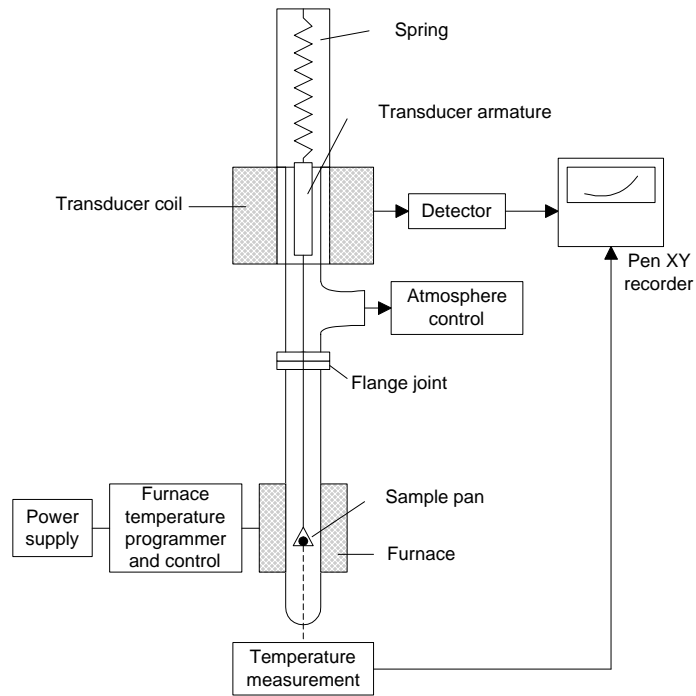 Spring
Transducer armature
Transducer coil
Detector
Pen XY
recorder
Atmosphere
control
Flange joint
Sample pan
Furnace
temperature
programmer
and control
Power
supply
Furnace
Temperature
measurement